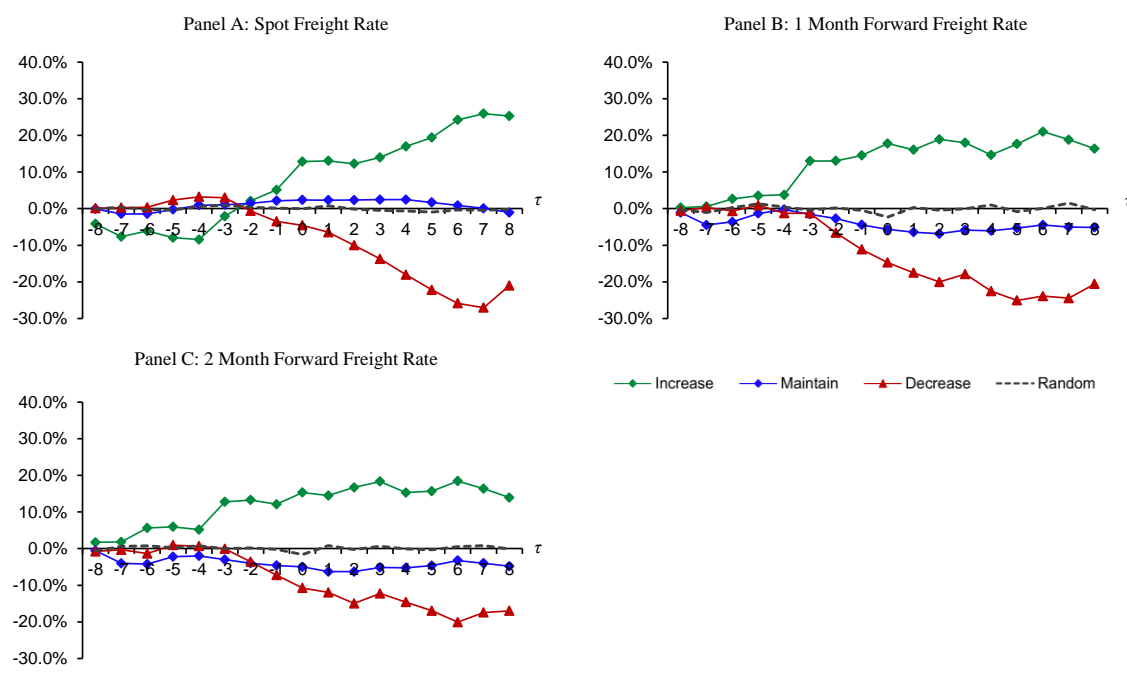 Panel A: Spot Freight Rate
40.0%
30.0%
20.0%
10.0%
0.0%
-10.0%
-20.0%
-30.0%
-8 -7 -6 -5 -4 -3 -2 -1 0 1 2 3 4 5 6 7 8
τ
Panel B: 1 Month Forward Freight Rate
40.0%
30.0%
20.0%
10.0%
0.0%
-10.0%
-20.0%
-30.0%
-8 -7 -6 -5 -4 -3 -2 -1 0 1 2 3 4 5 6 7 8
Panel C: 2 Month Forward Freight Rate
40.0%
30.0%
20.0%
10.0%
0.0%
-10.0%
-20.0%
-30.0%
-8 -7 -6 -5 -4 -3 -2 -1 0 1 2 3 4 5 6 7 8
τ
Increase Maintain Decrease Random